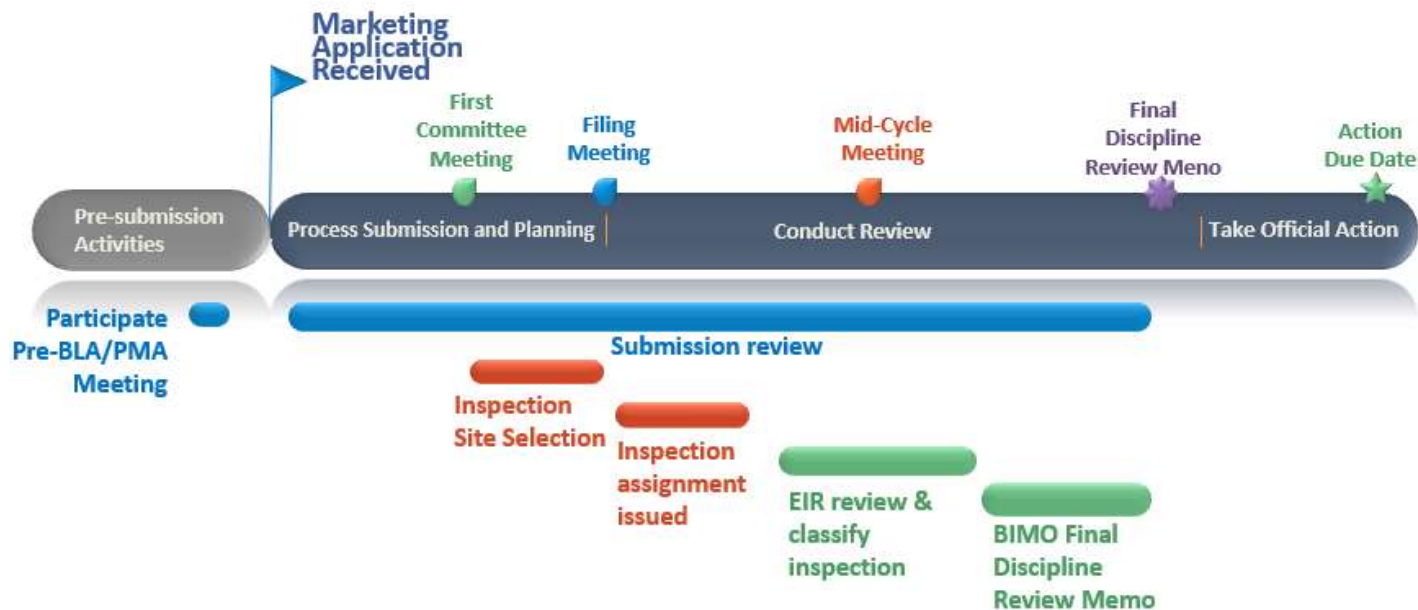 Marketing
Application
Received
First
Committee
Meeting
Filing
Meeting
Mid-Cycle
Meeting
Final
Discipline
Review Meno
Action
Due Date
Pre-submission
Activities
Process Submission and Planning
Conduct Review
Take Official Action
Participate
Pre-BLA/PMA
Meeting
Submission review
Inspection
Site Selection
Inspection
assignment
issued
EIR review &
classify
inspection
BIMO Final
Discipline
Review Memo